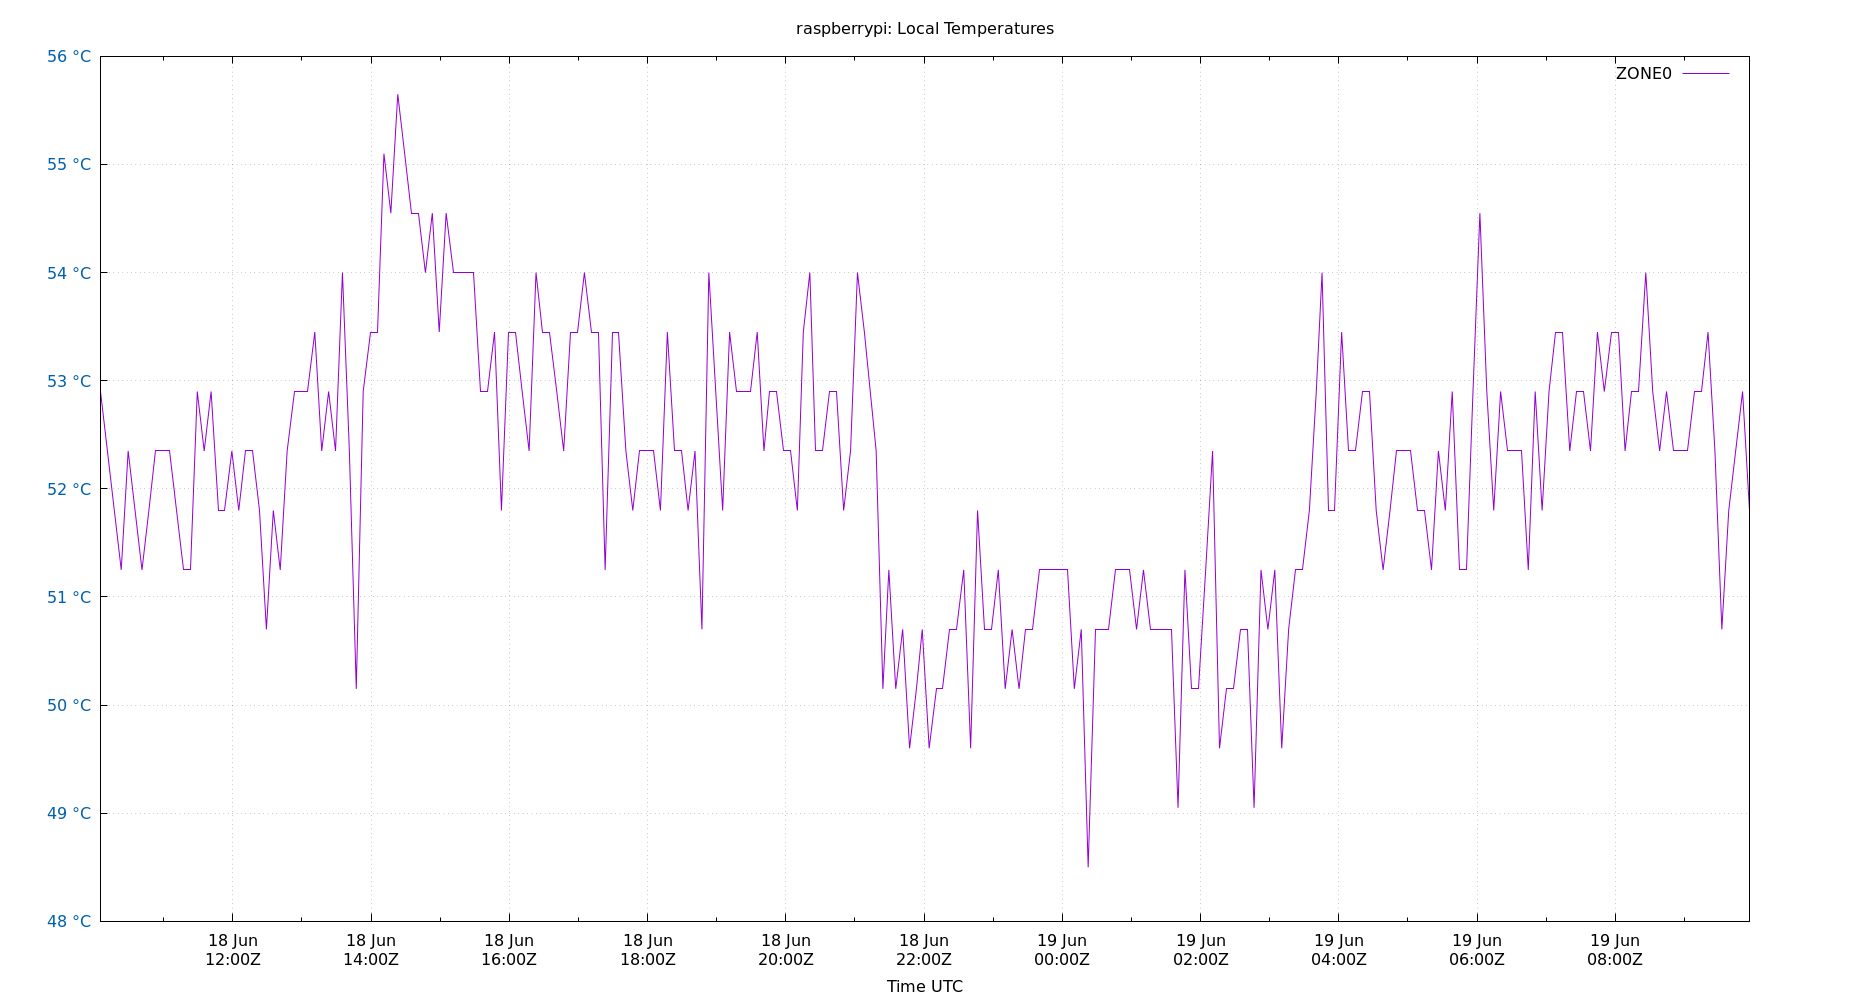 raspberrypi: Local Temperatures
56 °C
ZONE0
55 °C
54 °C
53 °C
52 °C
51 °C
50 °C
49 °C
48 °C
18 Jun 18 Jun 18 Jun 18 Jun 18 Jun 18 Jun 19 Jun 19 Jun 19 Jun 19 Jun 19 Jun
12:00Z 14:00Z 16:00Z 18:00Z 20:00Z 22:00Z 00:00Z 02:00Z 04:00Z 06:00Z 08:00Z
Time UTC